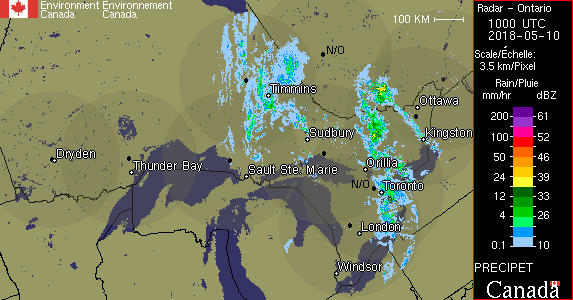 Environment Environnement
Canada Canada
100 KM
N/O
Timmins
Ottawa
Sudbury
Kingston
Dryden
Thunder Bay
Sault Ste. Marie
Orillia
N/O
Toronto
London
Windsor
Radar - Ontario
1000 UTC
2018-05-10
Scale/Échelle:
3.5 km/Pixel
Rain/Pluie
mm/hr dBZ
200 61
100 52
50 46
24 39
12 33
4 26
0.1 10
PRECIPET
Canada